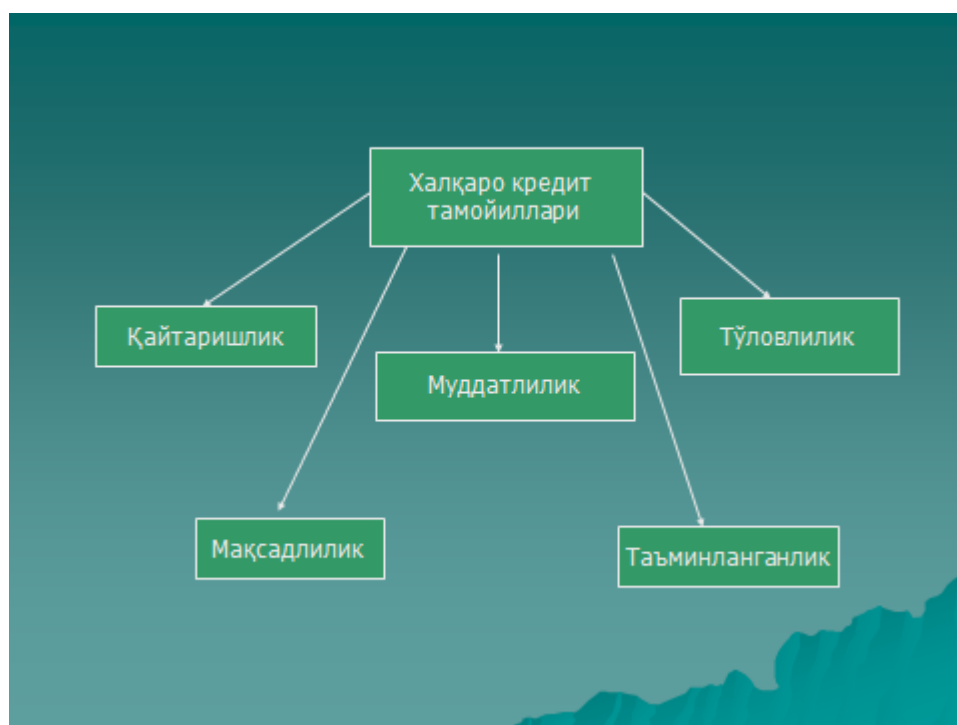 Халқаро кредит
тамойиллари
Қайтаришлик
Тўловлилик
Муддатлилик
Мақсадлилик
Таъминланганлик